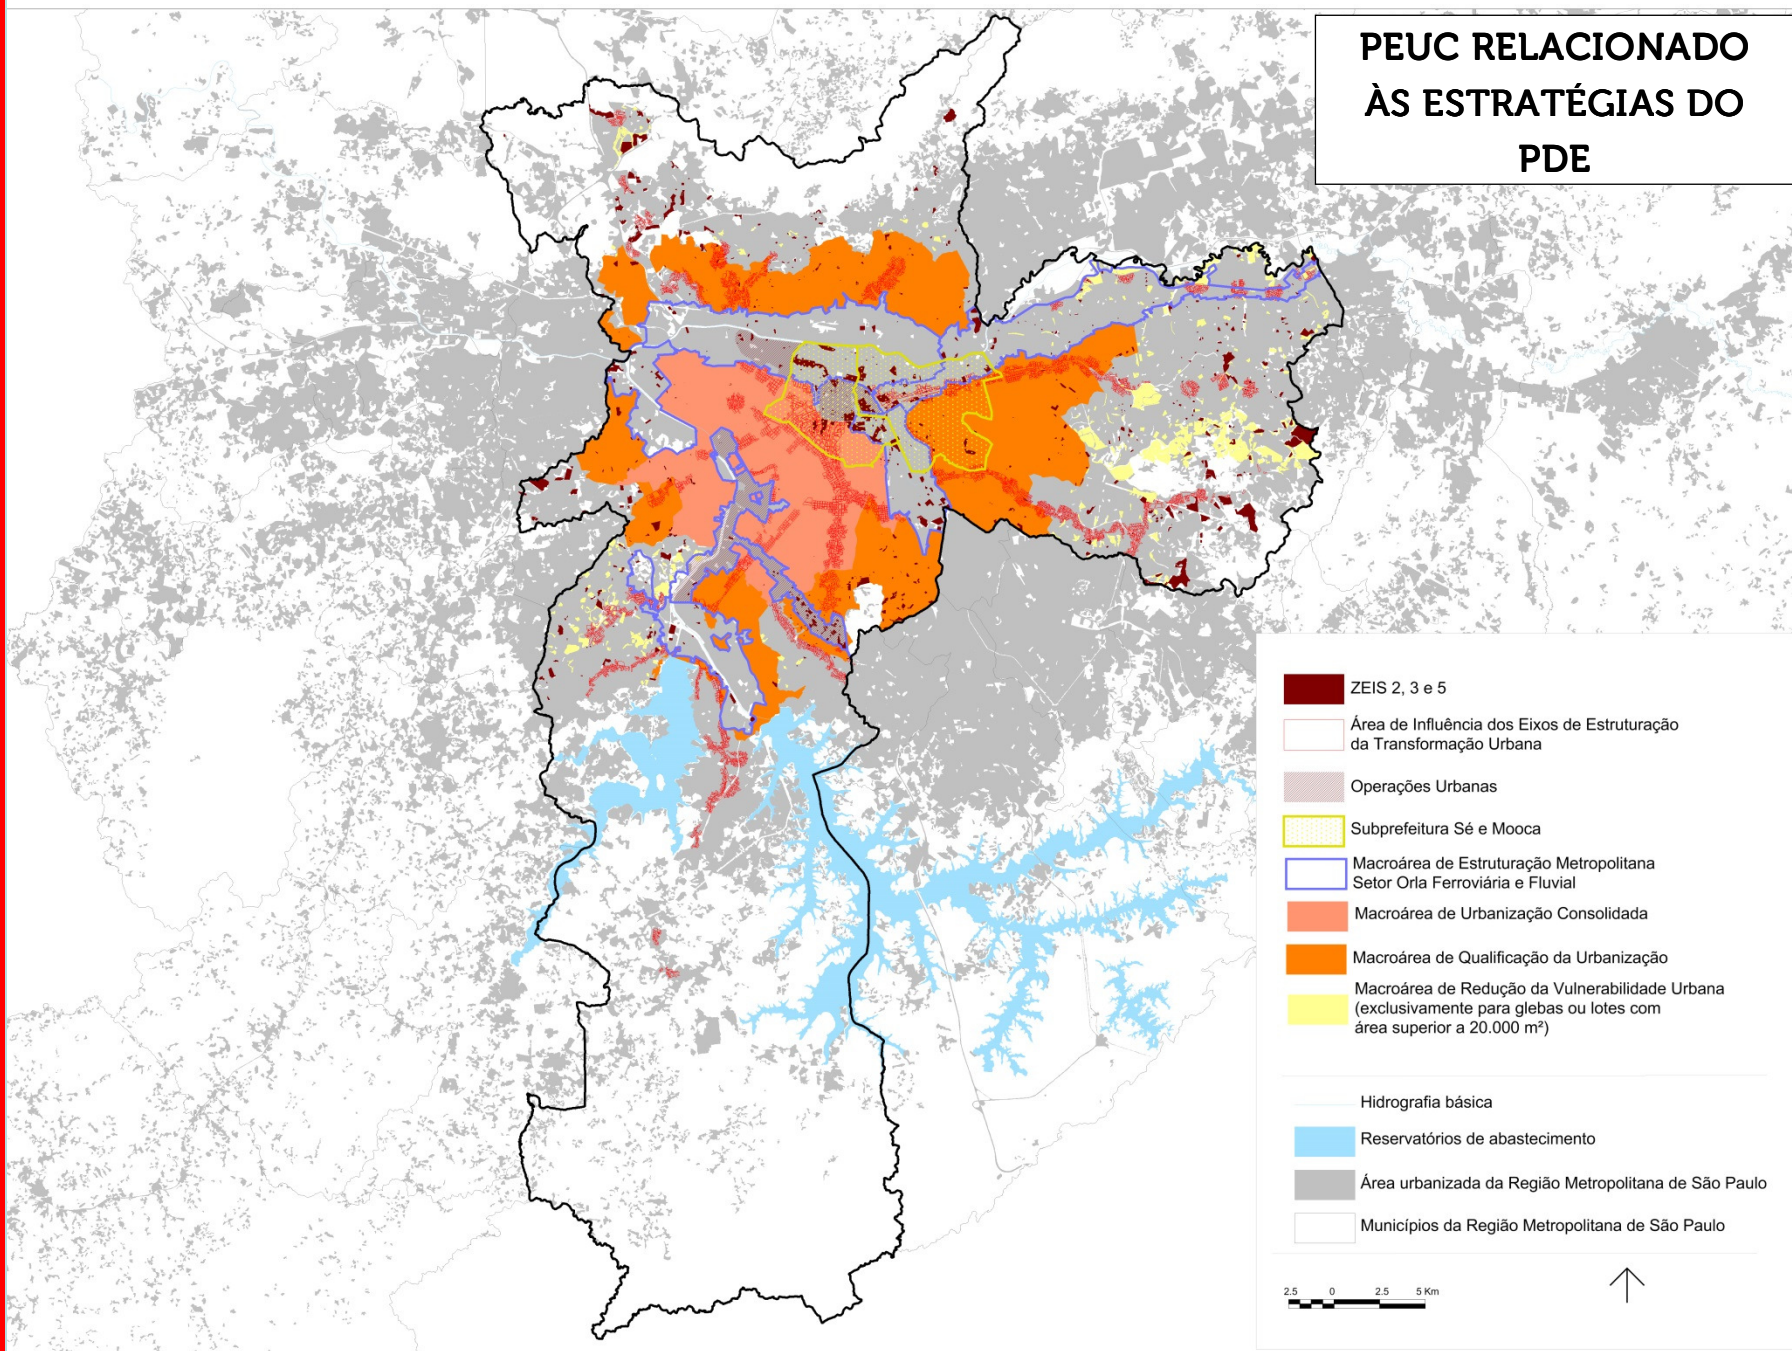 PEUC RELACIONADO
ÀS ESTRATÉGIAS DO
PDE
ZEIS 2, 3 e 5
Área de Influência dos Eixos de Estruturação
da Transformação Urbana
Operações Urbanas
Subprefeitura Sé e Mooca
Macroárea de Estruturação Metropolitana
Setor Orla Ferroviária e Fluvial
Macroárea de Urbanização Consolidada
Macroárea de Qualificação da Urbanização
Macroárea de Redução da Vulnerabilidade Urbana
(exclusivamente para glebas ou lotes com
área superior a 20.000 m²)
Hidrografia básica
Reservatórios de abastecimento
Área urbanizada da Região Metropolitana de São Paulo
Municípios da Região Metropolitana de São Paulo
2.5 0 2.5 5 Km